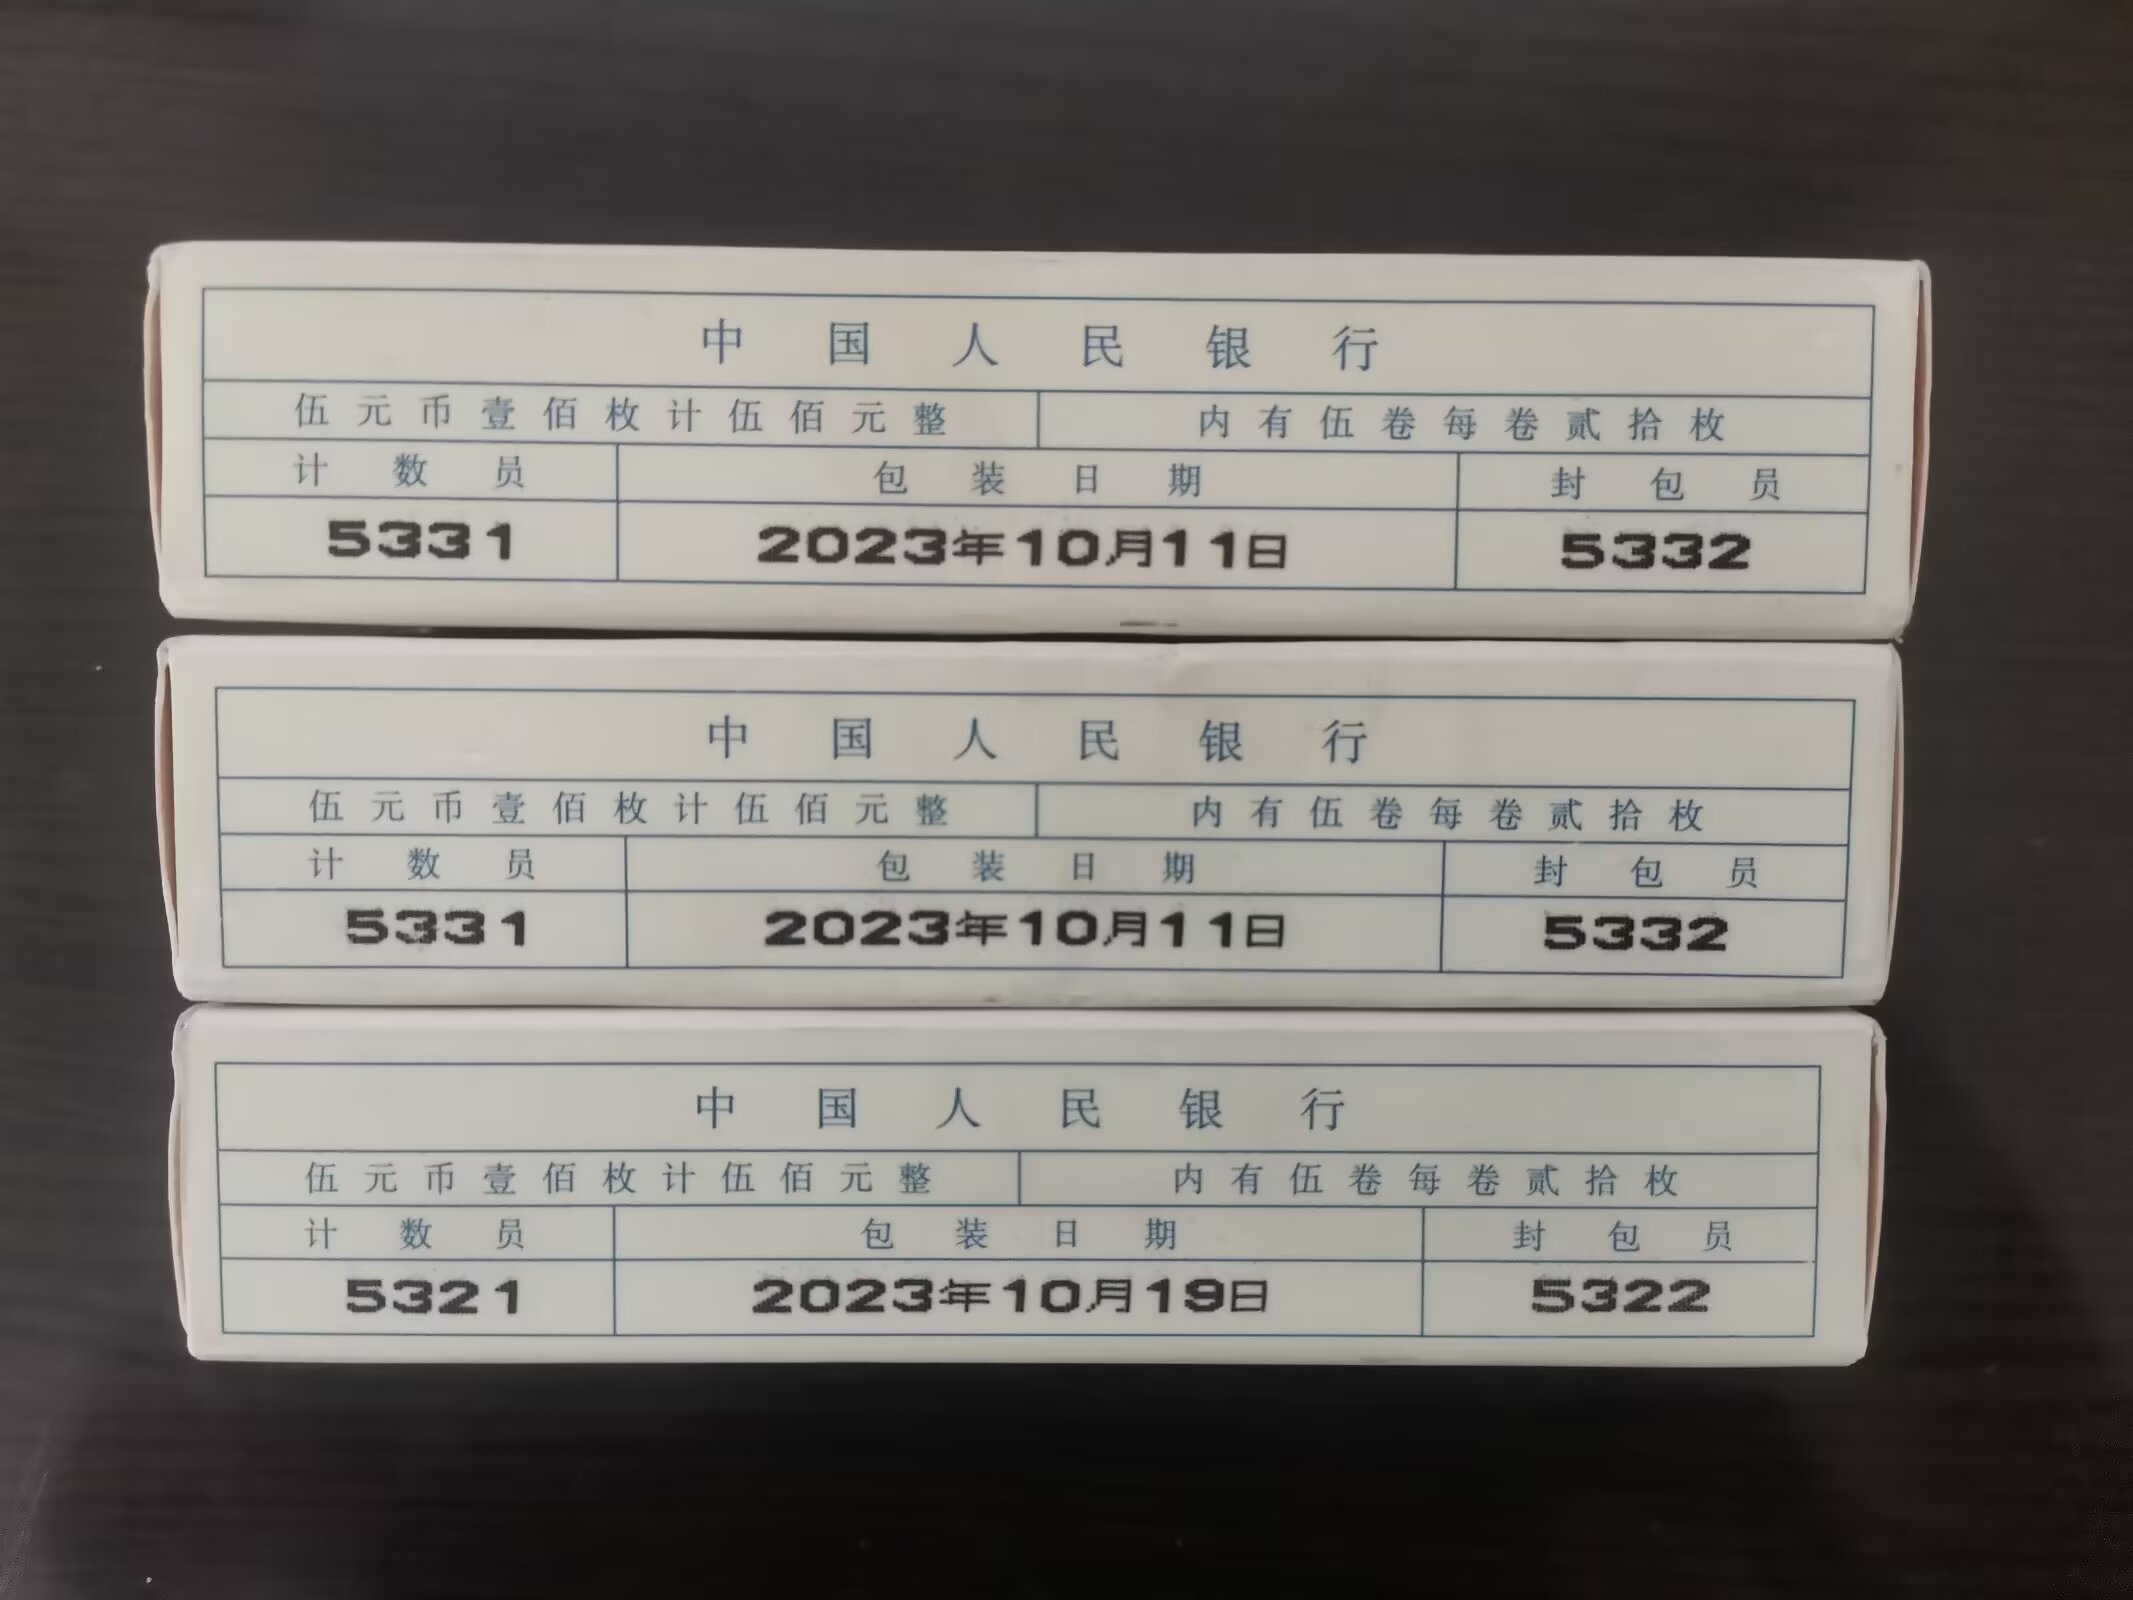 中国人民银行
伍元币壹佰枚计伍佰元整 内有伍卷每卷贰拾枚
计数员 包装日期 封包员
5331 2023年10月11日 5332
中国人民银行
伍元币壹佰枚计伍佰元整 内有伍卷每卷贰拾枚
计数员 包装日期 封包员
5331 2023年10月11日 5332
中国人民银行
伍元币壹佰枚计伍佰元整 内有伍卷每卷贰拾枚
计数员 包装日期 封包员
5321 2023年10月19日 5322